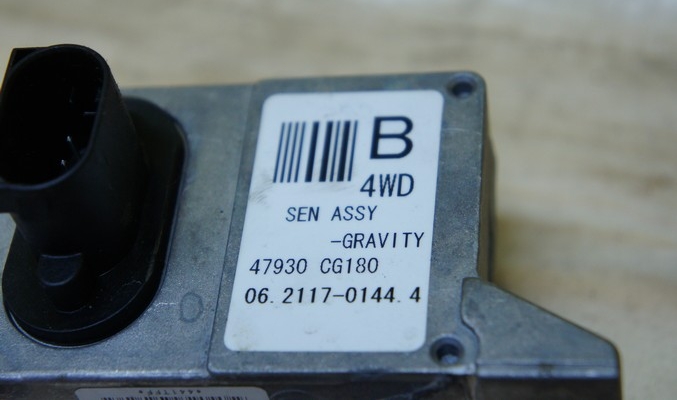 B
4WD
SEN ASSY
-GRAVITY
47930 CG180
06.2117-0144.4